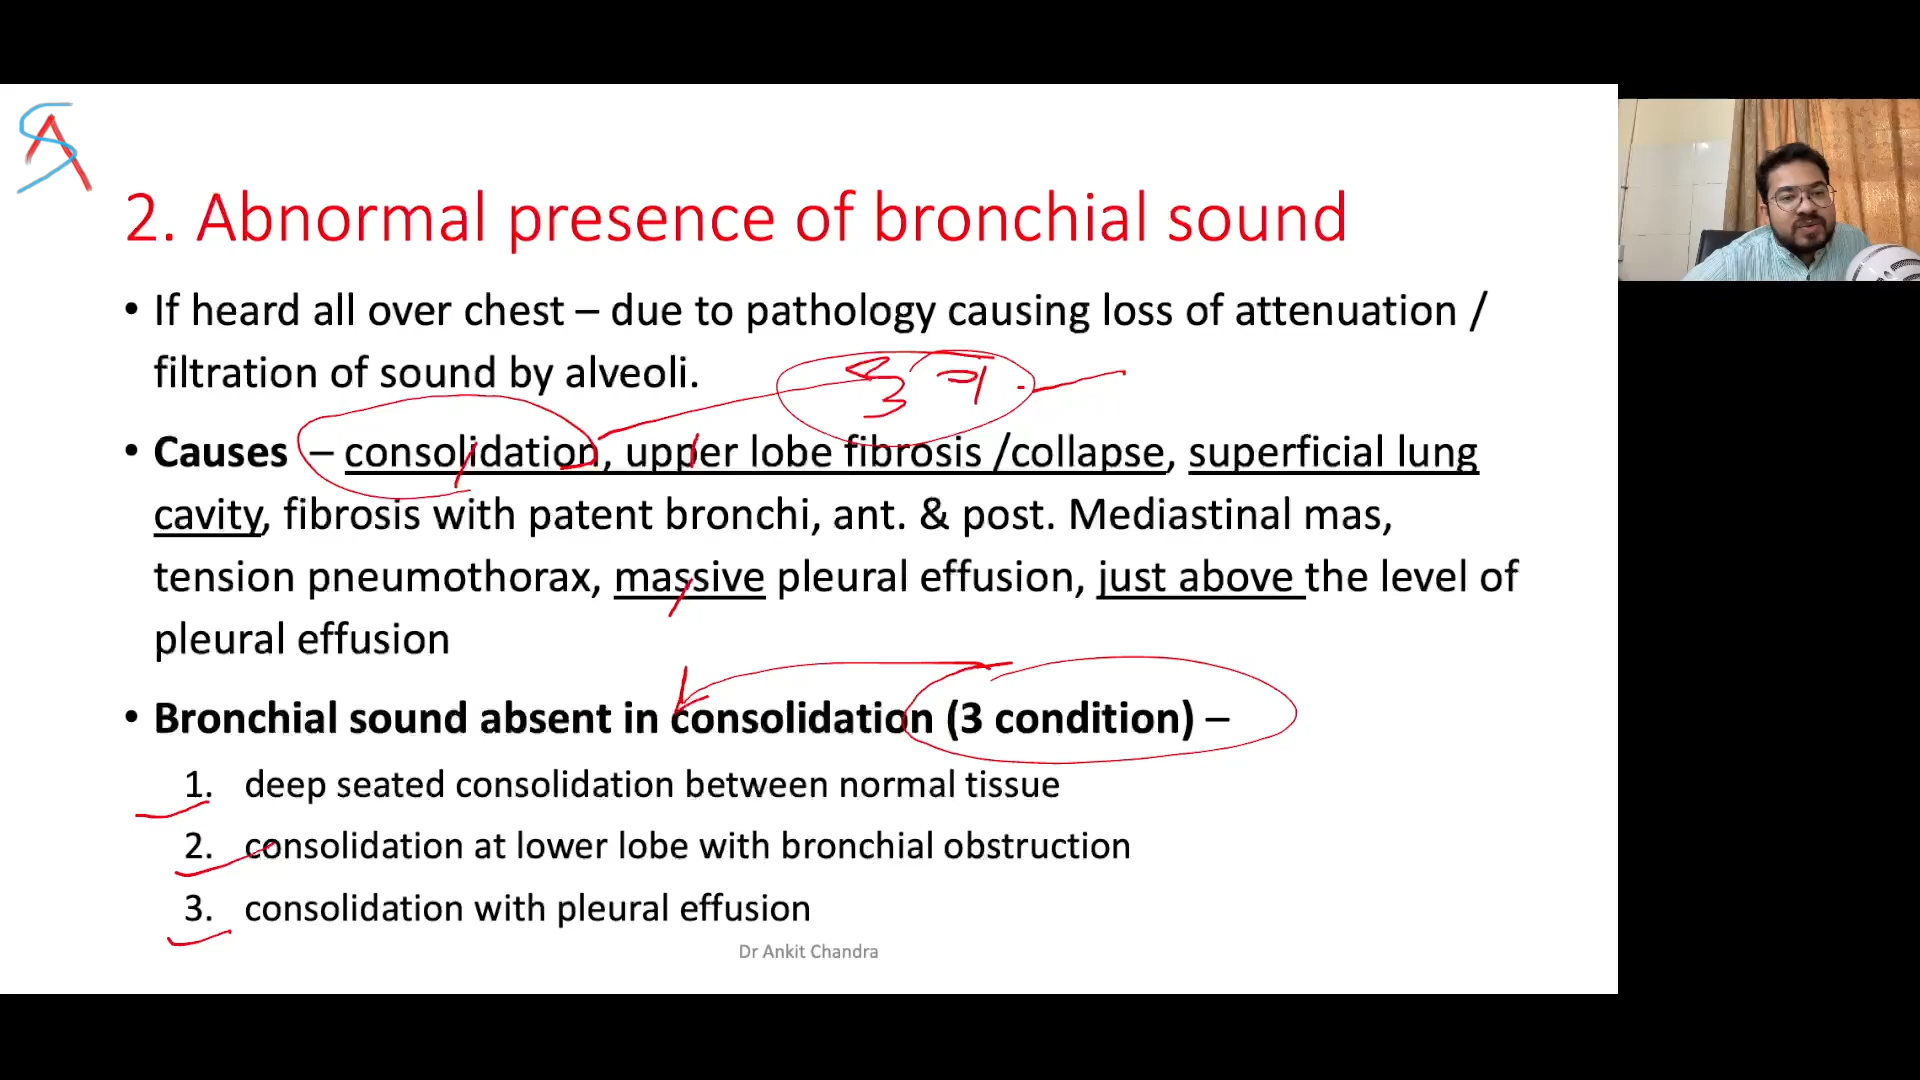 2. Abnormal presence of bronchial sound
• If heard all over chest – due to pathology causing loss of attenuation /
filtration of sound by alveoli.
• Causes – consolidation, upper lobe fibrosis /collapse, superficial lung
cavity, fibrosis with patent bronchi, ant. & post. Mediastinal mas,
tension pneumothorax, massive pleural effusion, just above the level of
pleural effusion
• Bronchial sound absent in consolidation (3 condition) –
1. deep seated consolidation between normal tissue
2. consolidation at lower lobe with bronchial obstruction
3. consolidation with pleural effusion
Dr Ankit Chandra